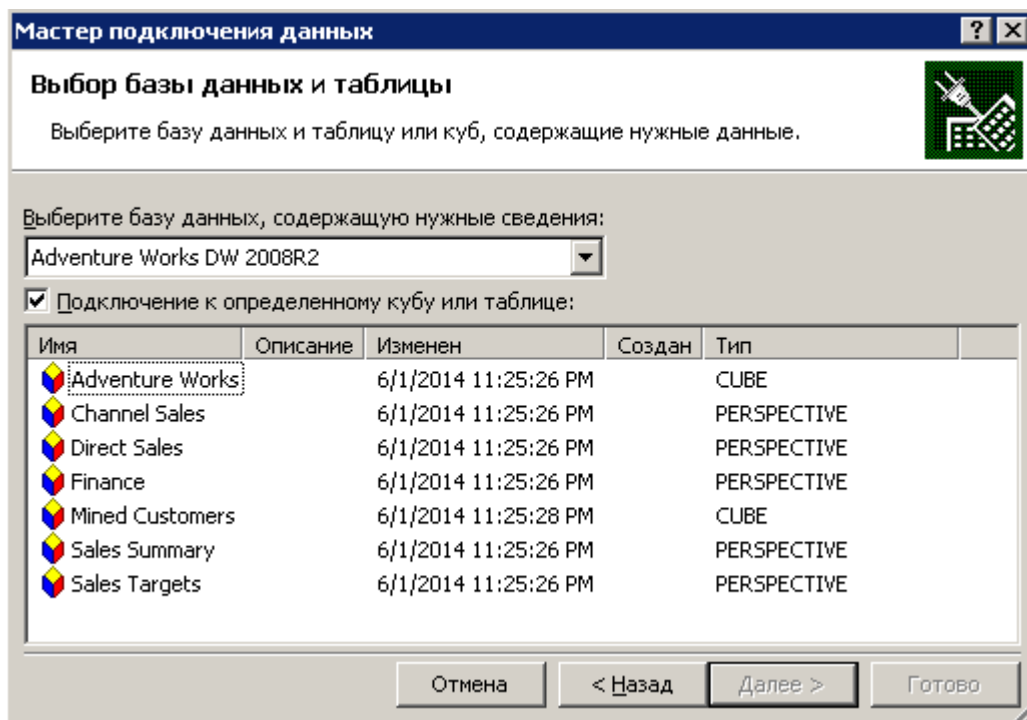 Мастер подключения данных
Выбор базы данных и таблицы
Выберите базу данных и таблицу или куб, содержащие нужные данные.
Выберите базу данных, содержащую нужные сведения:
Adventure Works DW 2008R2
Подключение к определенному кубу или таблице:
Имя Описание Изменен Создан Тип
Adventure Works 6/1/2014 11:25:26 PM CUBE
Channel Sales 6/1/2014 11:25:26 PM PERSPECTIVE
Direct Sales 6/1/2014 11:25:26 PM PERSPECTIVE
Finance 6/1/2014 11:25:26 PM PERSPECTIVE
Mined Customers 6/1/2014 11:25:28 PM CUBE
Sales Summary 6/1/2014 11:25:26 PM PERSPECTIVE
Sales Targets 6/1/2014 11:25:26 PM PERSPECTIVE
Отмена < Назад Далее > Готово